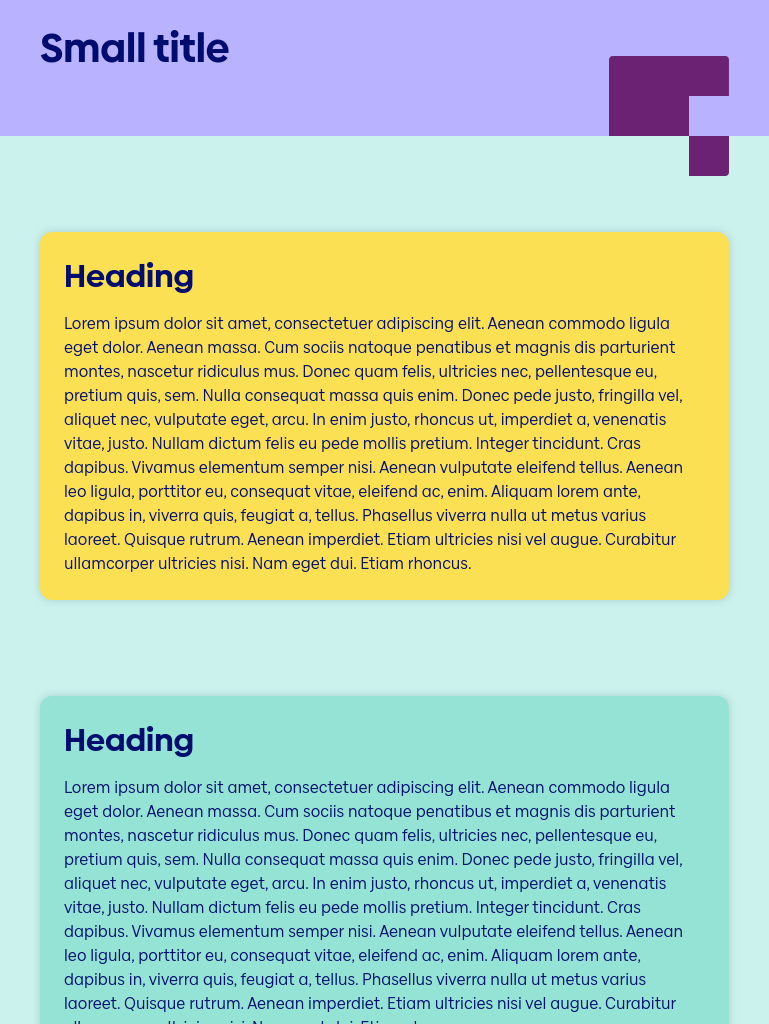 Small title
Heading
Lorem ipsum dolor sit amet, consectetuer adipiscing elit. Aenean commodo ligula
eget dolor. Aenean massa. Cum sociis natoque penatibus et magnis dis parturient
montes, nascetur ridiculus mus. Donec quam felis, ultricies nec, pellentesque eu,
pretium quis, sem. Nulla consequat massa quis enim. Donec pede justo, fringilla vel,
aliquet nec, vulputate eget, arcu. In enim justo, rhoncus ut, imperdiet a, venenatis
vitae, justo. Nullam dictum felis eu pede mollis pretium. Integer tincidunt. Cras
dapibus. Vivamus elementum semper nisi. Aenean vulputate eleifend tellus. Aenean
leo ligula, porttitor eu, consequat vitae, eleifend ac, enim. Aliquam lorem ante,
dapibus in, viverra quis, feugiat a, tellus. Phasellus viverra nulla ut metus varius
laoreet. Quisque rutrum. Aenean imperdiet. Etiam ultricies nisi vel augue. Curabitur
ullamcorper ultricies nisi. Nam eget dui. Etiam rhoncus.
Heading
Lorem ipsum dolor sit amet, consectetuer adipiscing elit. Aenean commodo ligula
eget dolor. Aenean massa. Cum sociis natoque penatibus et magnis dis parturient
montes, nascetur ridiculus mus. Donec quam felis, ultricies nec, pellentesque eu,
pretium quis, sem. Nulla consequat massa quis enim. Donec pede justo, fringilla vel,
aliquet nec, vulputate eget, arcu. In enim justo, rhoncus ut, imperdiet a, venenatis
vitae, justo. Nullam dictum felis eu pede mollis pretium. Integer tincidunt. Cras
dapibus. Vivamus elementum semper nisi. Aenean vulputate eleifend tellus. Aenean
leo ligula, porttitor eu, consequat vitae, eleifend ac, enim. Aliquam lorem ante,
dapibus in, viverra quis, feugiat a, tellus. Phasellus viverra nulla ut metus varius
laoreet. Quisque rutrum. Aenean imperdiet. Etiam ultricies nisi vel augue. Curabitur